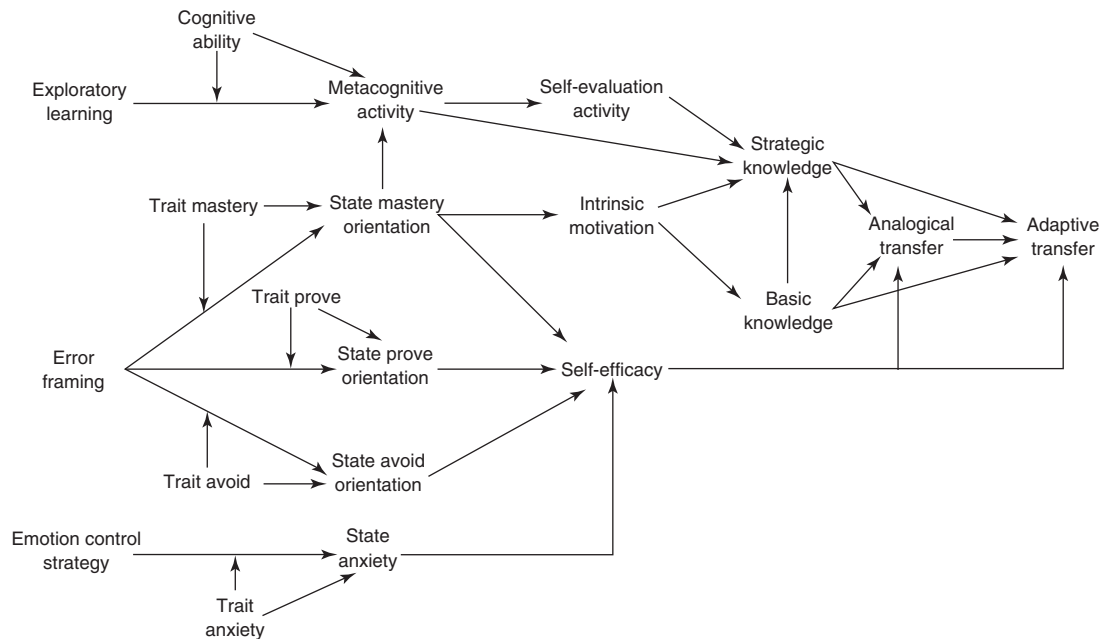 Cognitive
ability
Exploratory
learning
Metacognitive
activity
Self-evaluation
activity
Strategic
knowledge
Trait mastery
State mastery
orientation
Intrinsic
motivation
Analogical
transfer
Adaptive
transfer
Trait prove
Basic
knowledge
Error
framing
State prove
orientation
Self-efficacy
State avoid
orientation
Trait avoid
Emotion control
strategy
State
anxiety
Trait
anxiety